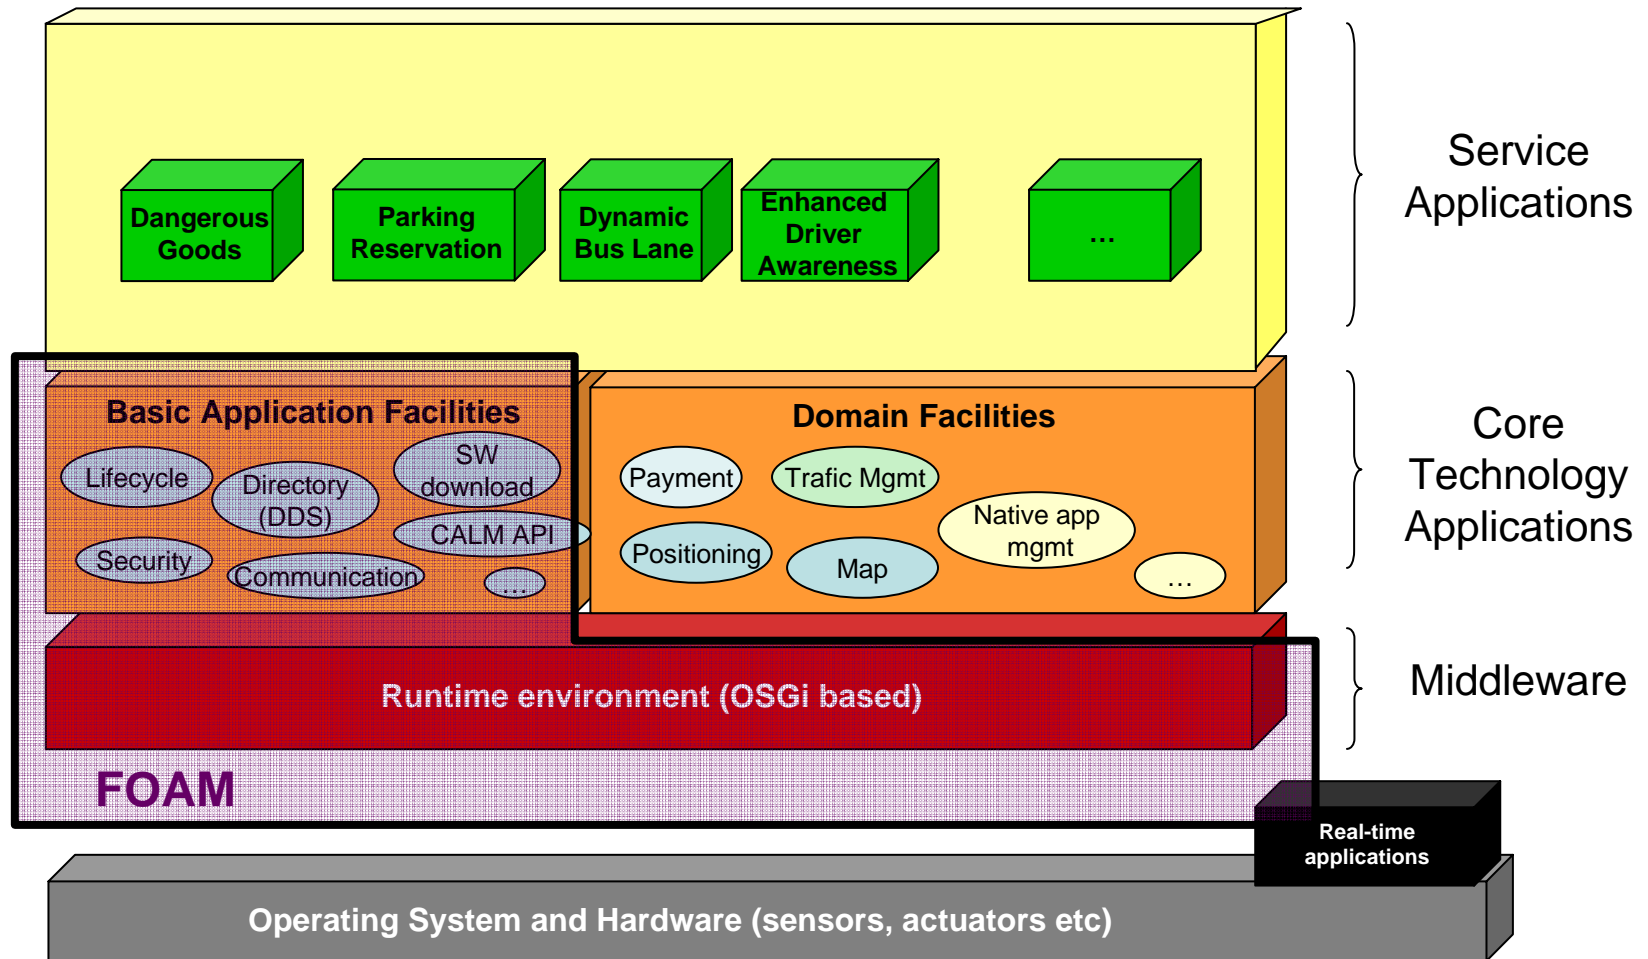 Service
Applications
Dangerous
Goods
Parking
Reservation
Dynamic
Bus Lane
Enhanced
Driver
Awareness
…
Core
Technology
Applications
Basic Application Facilities
Lifecycle
Directory
(DDS)
SW
download
CALM API
Security
Communication
…
Domain Facilities
Payment
Trafic Mgmt
Native app
mgmt
Positioning
Map
…
Middleware
Runtime environment (OSGi based)
FOAM
Real-time
applications
Operating System and Hardware (sensors, actuators etc)